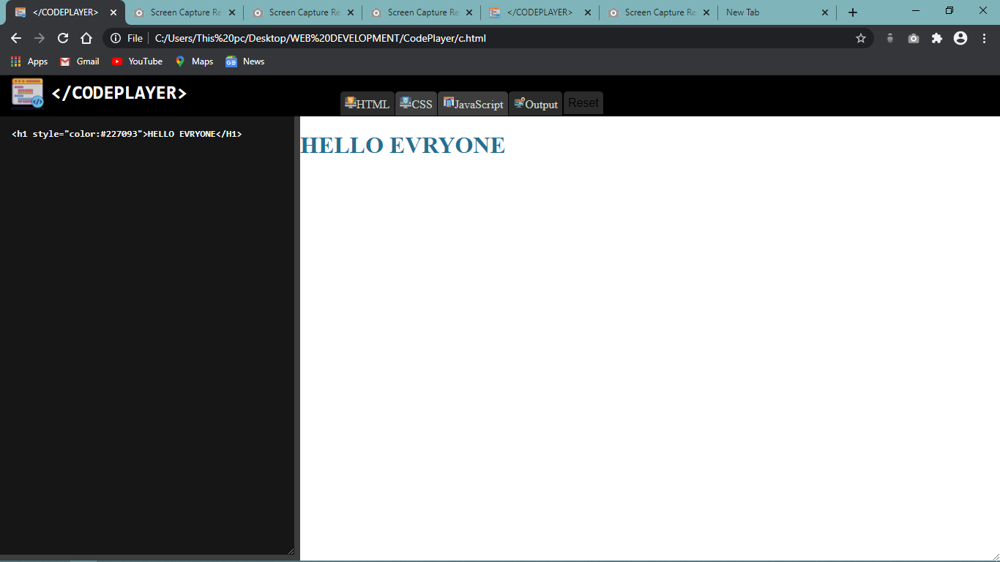 </CODEPLAYER> Screen Capture Re Screen Capture Re Screen Capture Re </CODEPLAYER> Screen Capture Re New Tab
File C:/Users/This%20pc/Desktop/WEB%20DEVELOPMENT/CodePlayer/c.html
Apps Gmail YouTube Maps News
</CODEPLAYER>
HTML CSS JavaScript Output Reset
<h1 style="color:#227093">HELLO EVRYONE</H1>
HELLO EVRYONE